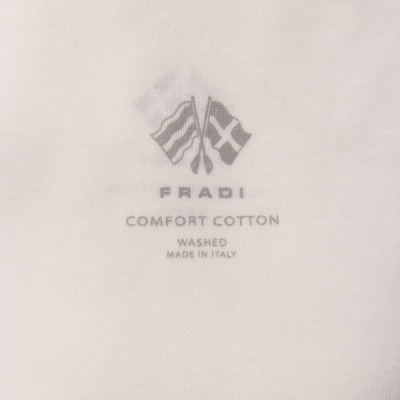 FRADI
COMFORT COTTON
WASHED
MADE IN ITALY